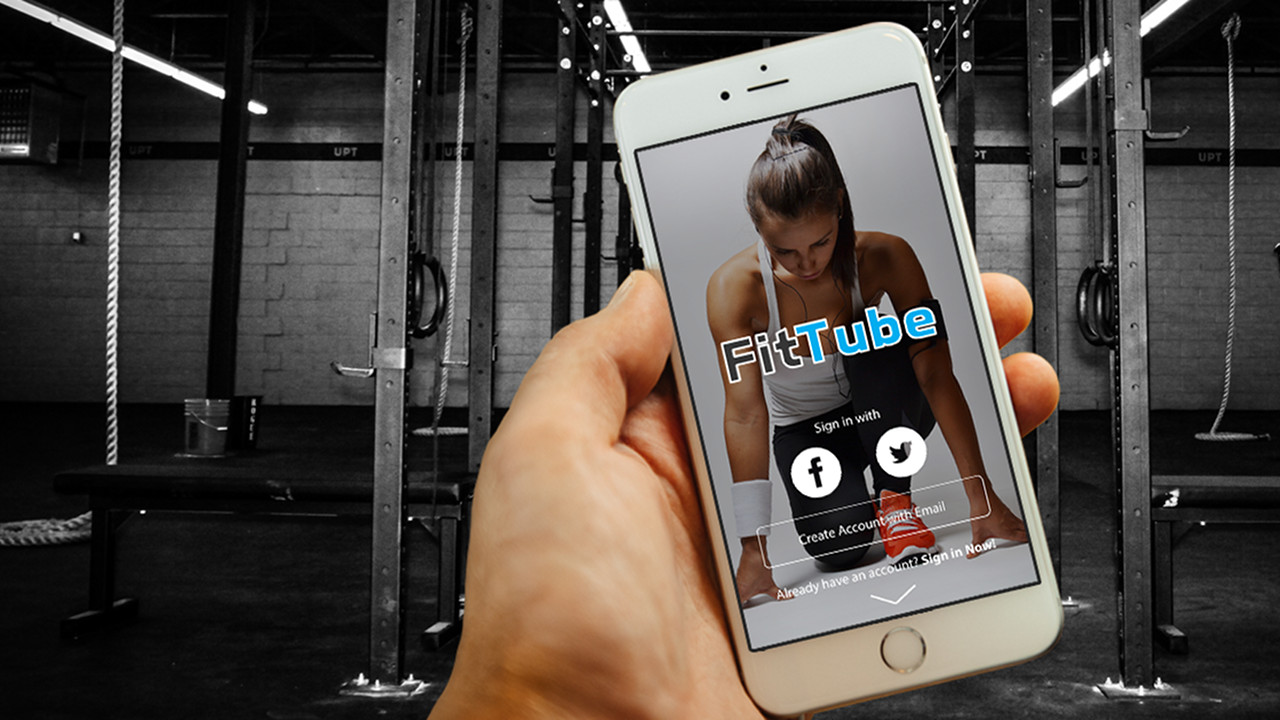 UPT
UPT
UPT
UPT
FitTube
Sign in with
Create Account with Email
Already have an account? Sign in Now!